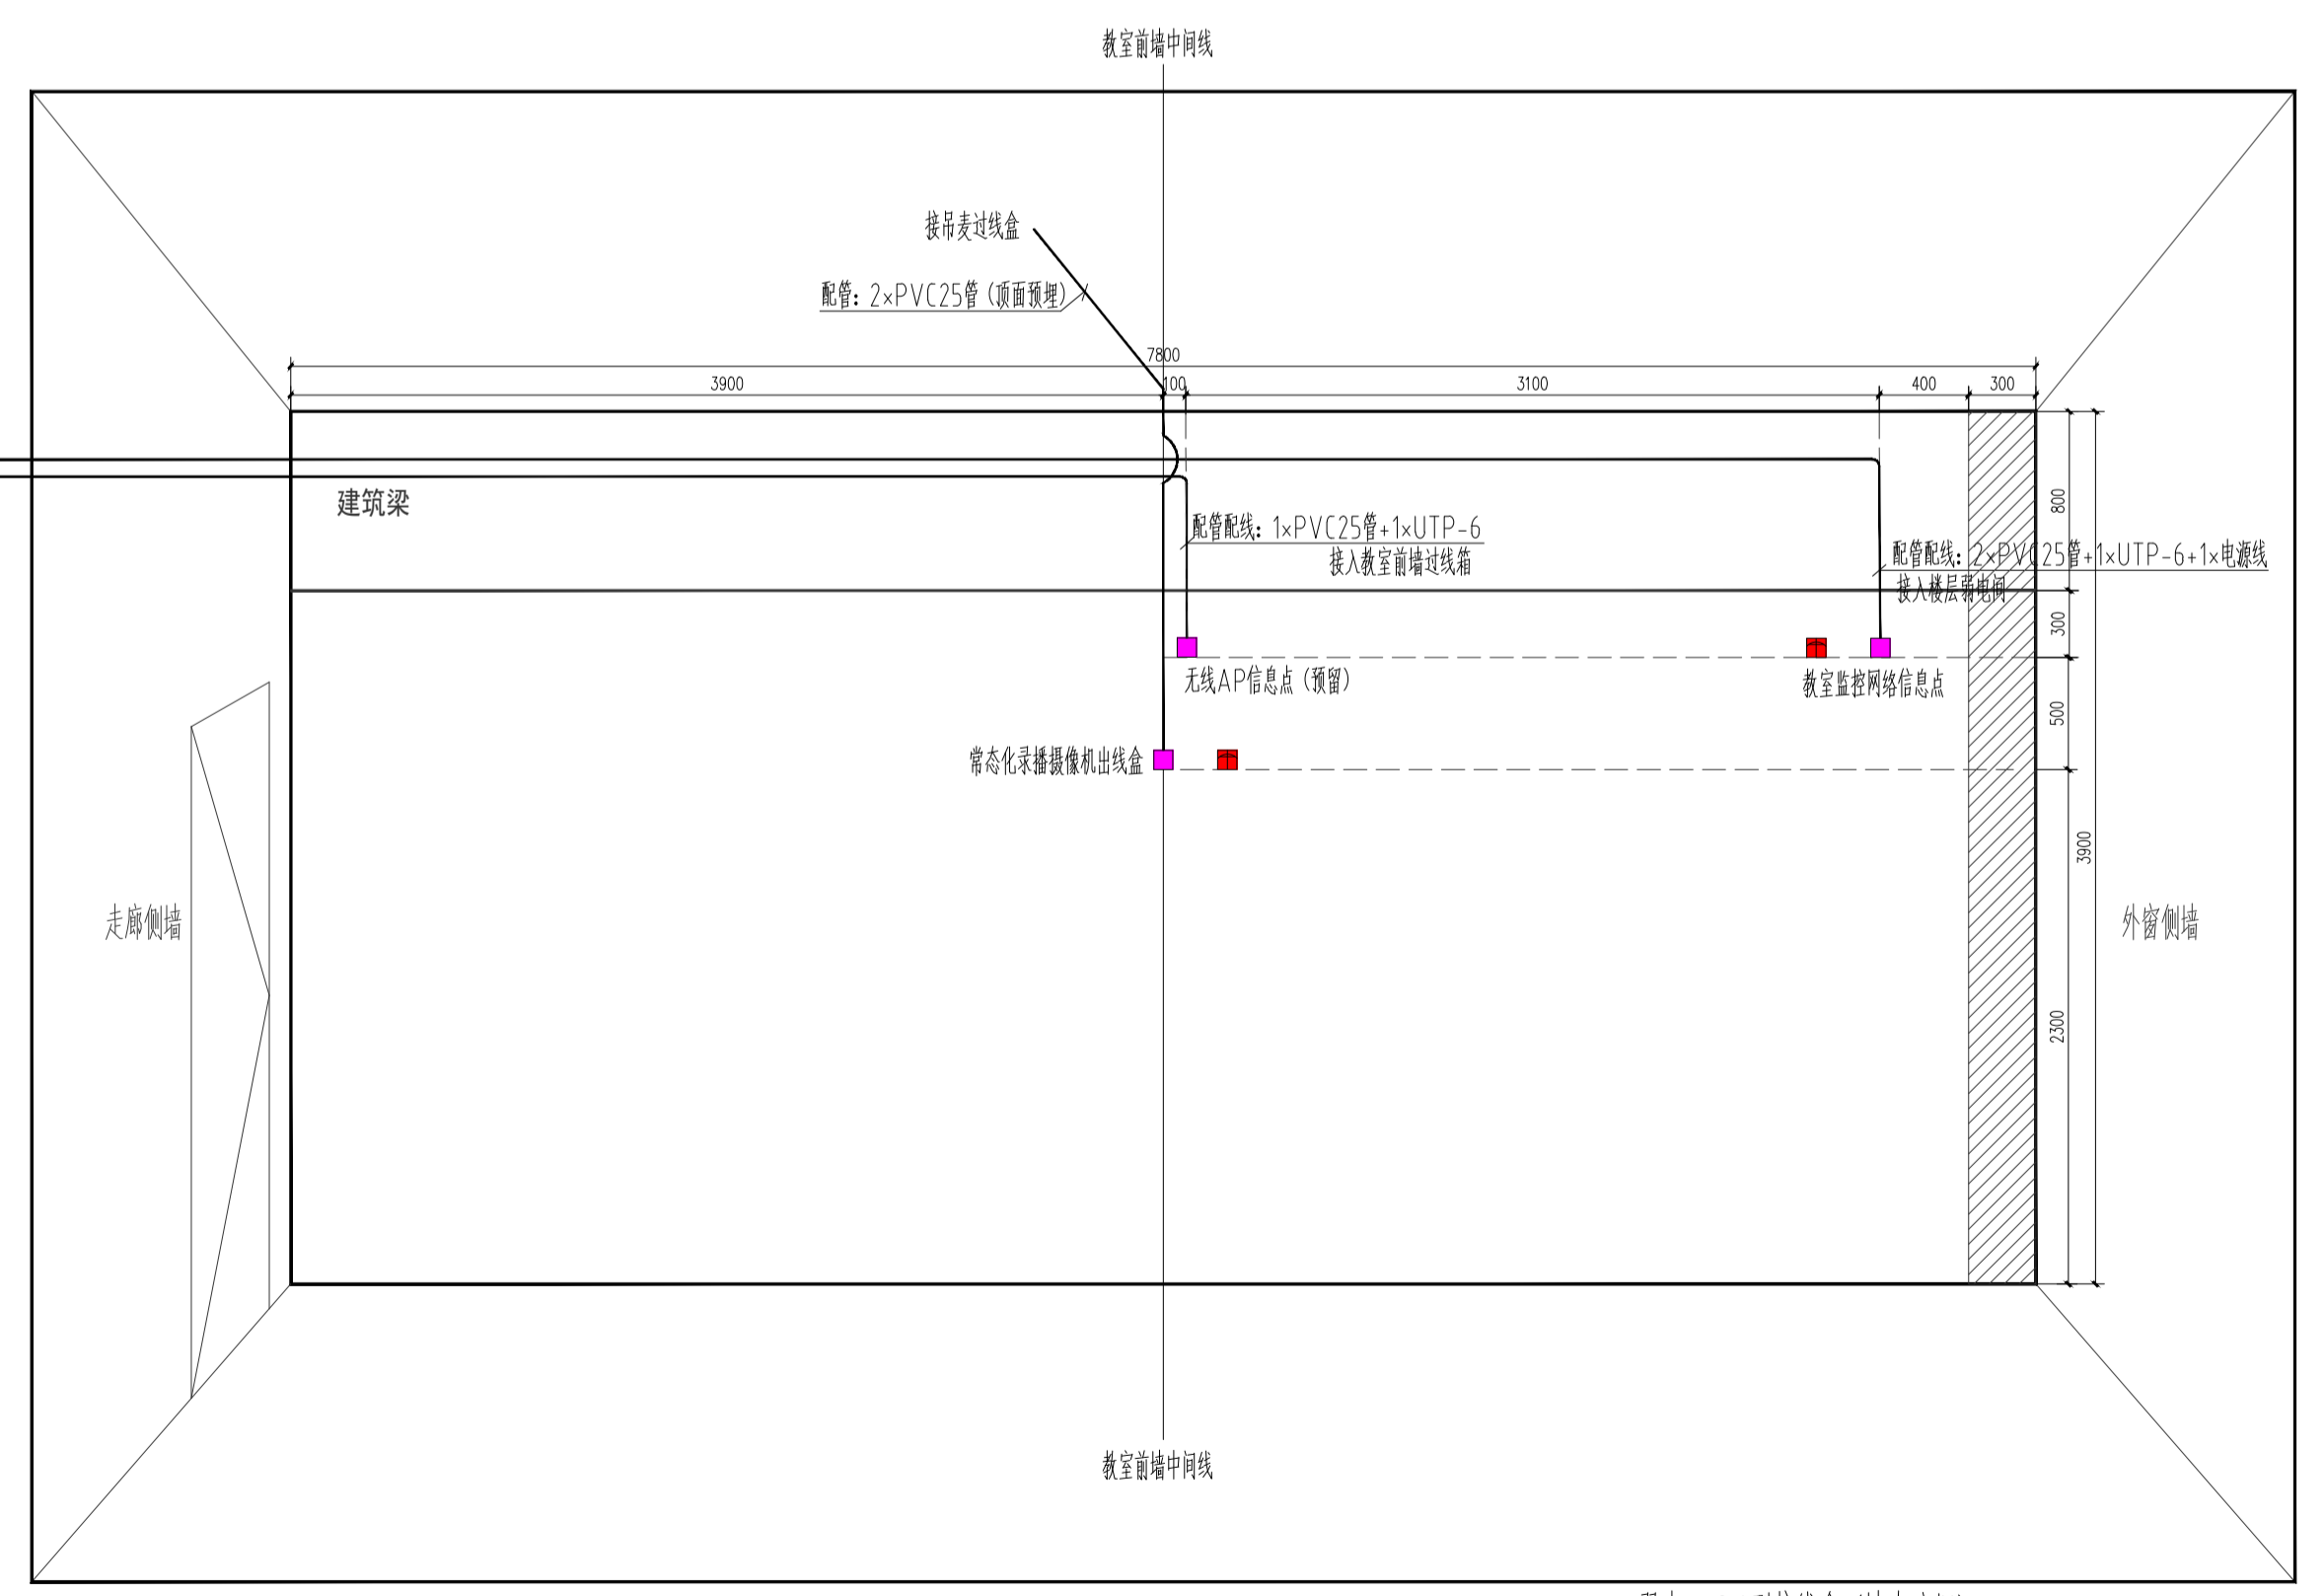 教室前墙中间线
接吊麦过线盒
配管：2×PVC25管（顶面预埋）
7800
3900
100
3100
400
300
建筑梁
800
配管配线：1×PVC25管+1×UTP-6
接入教室前墙过线箱
配管配线：2×PVC25管+1×UTP-6+1×电源线
接入楼层弱电间
300
无线AP信息点（预留）
教室监控网络信息点
500
常态化录播摄像机出线盒
3900
走廊侧墙
外窗侧墙
2300
教室前墙中间线